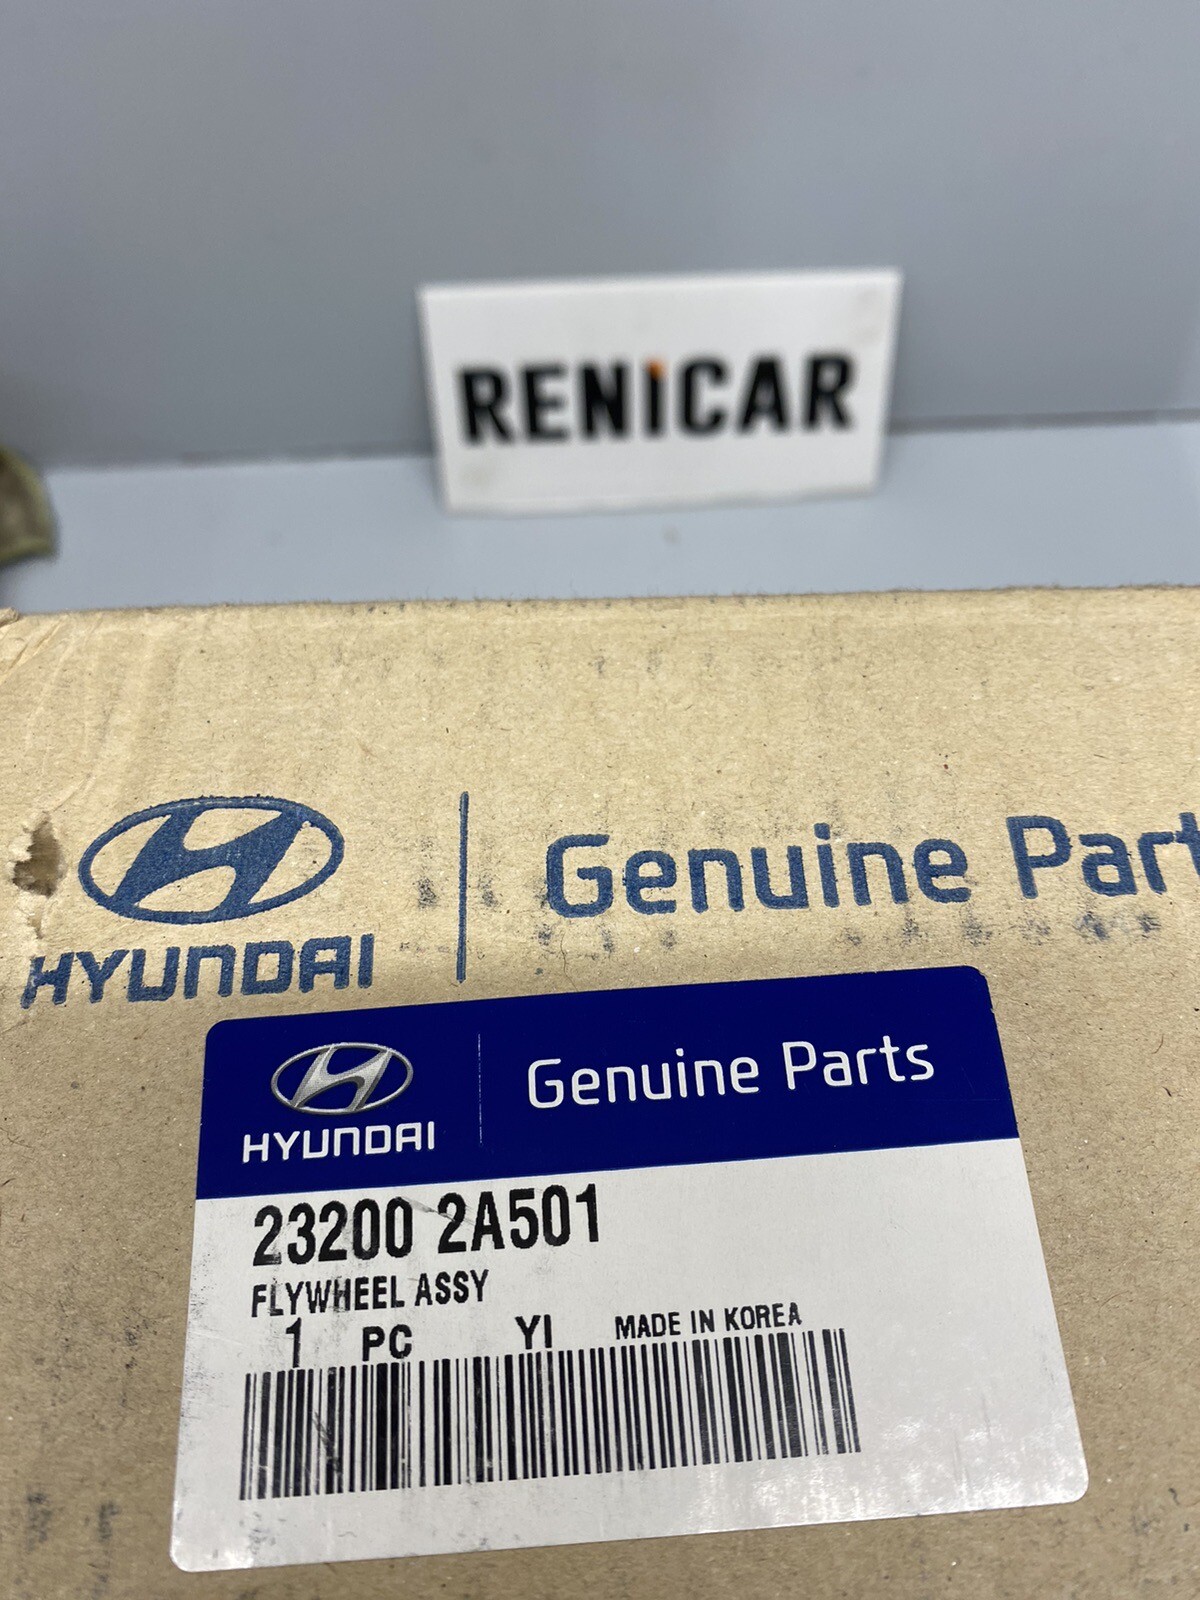 RENiCAR
HYUNDAI
Genuine Part
HYUNDAI
Genuine Parts
23200 2A501
FLYWHEEL ASSY
1 PC YI MADE IN KOREA